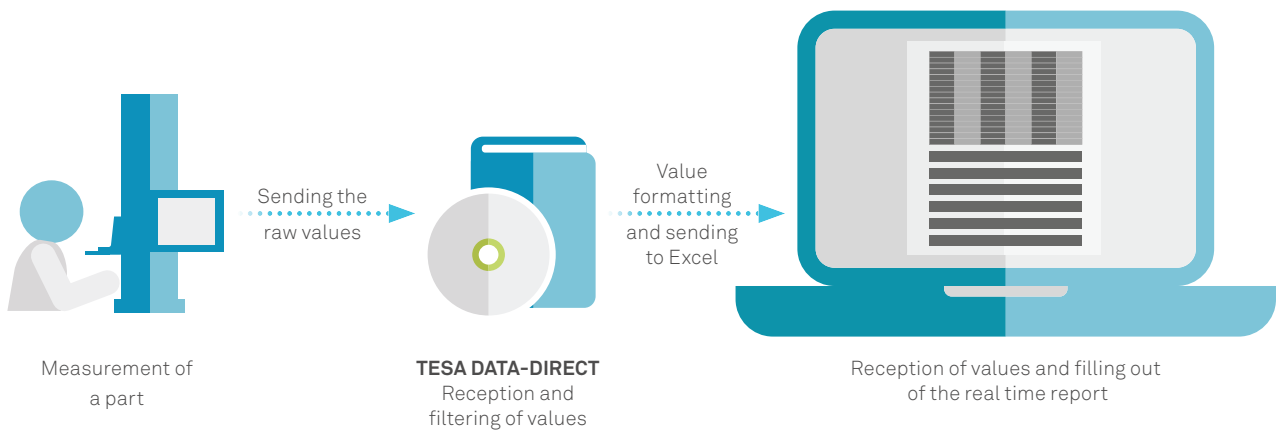 Sending the
raw values
Value
formatting
and sending
to Excel
Measurement of
a part
TESA DATA-DIRECT
Reception and
filtering of values
Reception of values and filling out
of the real time report